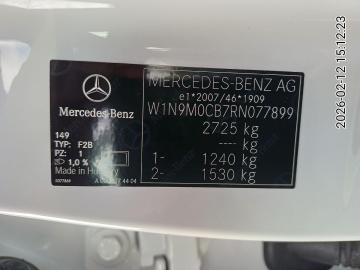 MERCEDES-BENZ AG
e1*2007/46*1909
W1N9M0CB7RN077899
2725 kg
---- kg
1- 1240 kg
2- 1530 kg
Mercedes-Benz
149
TYP: F2B
PZ: 1
1,0 %
Made in
2026-02-12 15:12:23